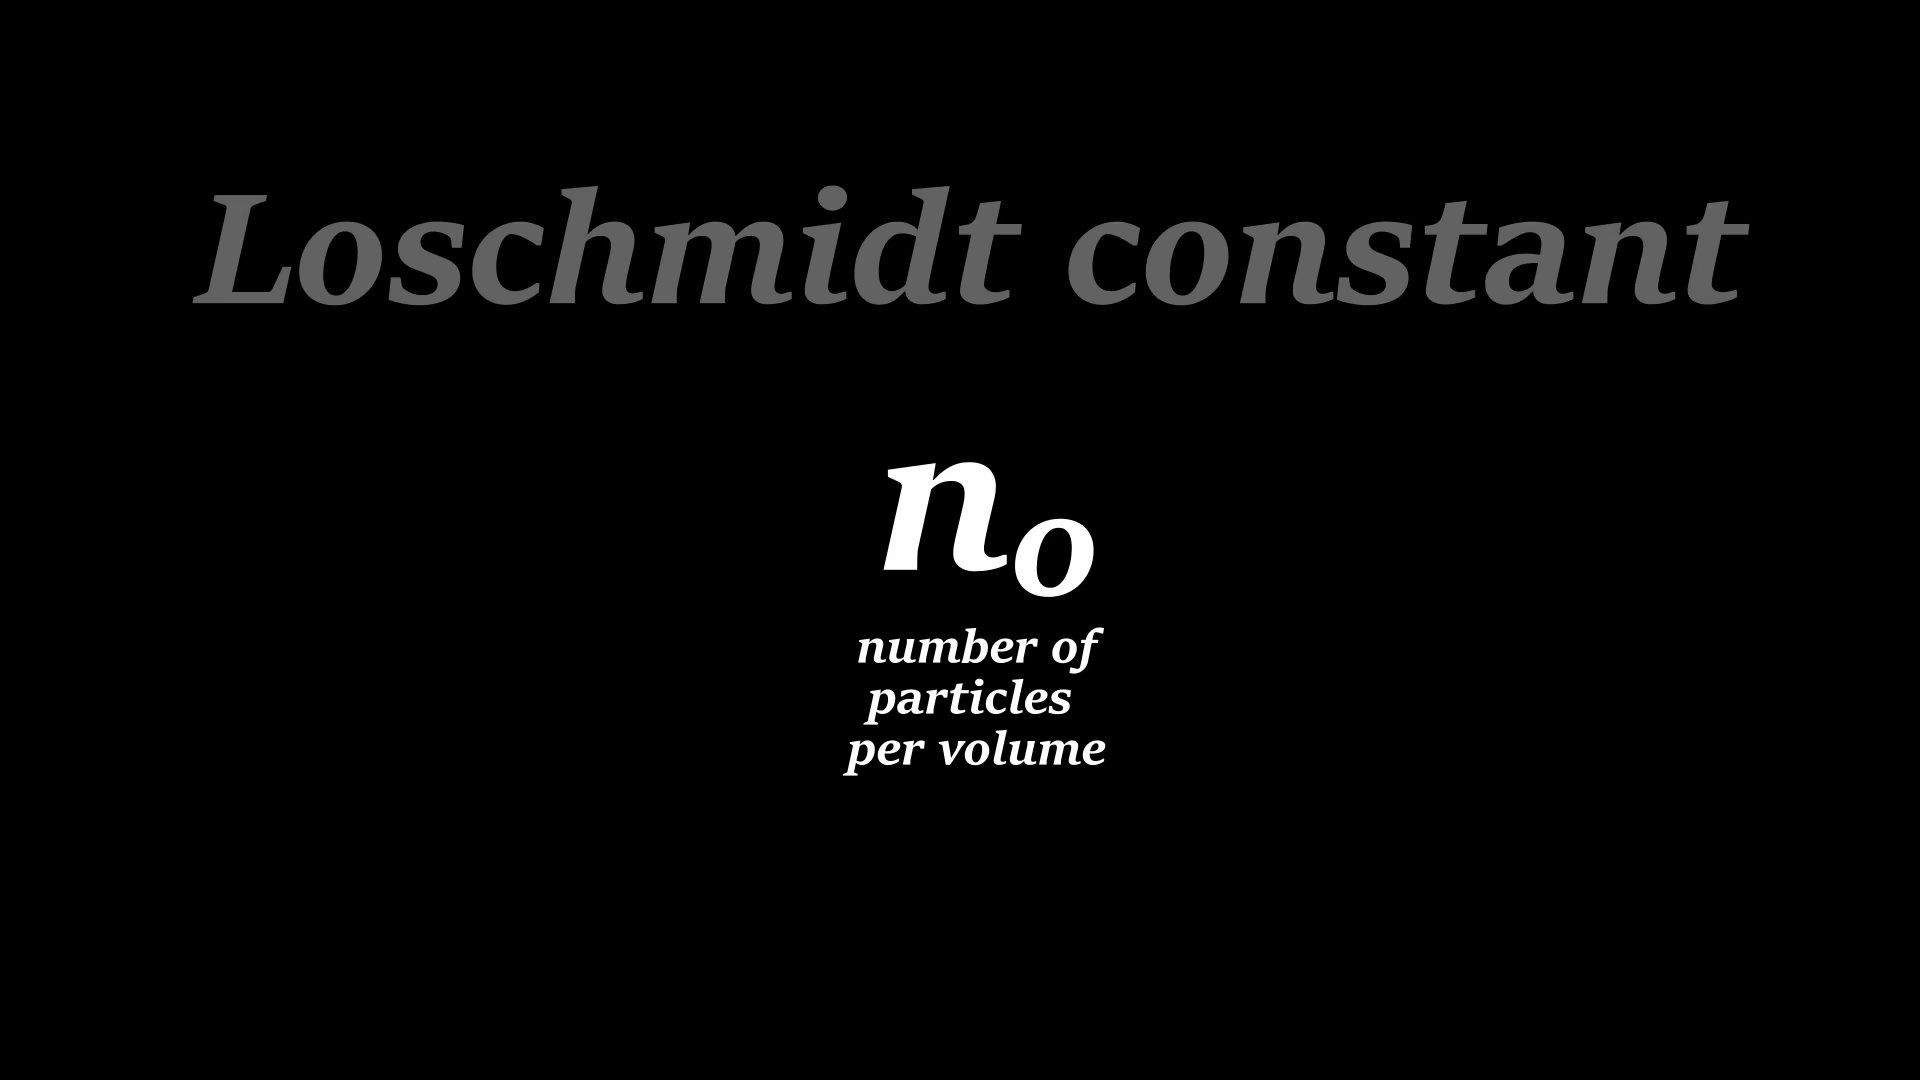 Loschmidt constant
n₀
number of
particles
per volume